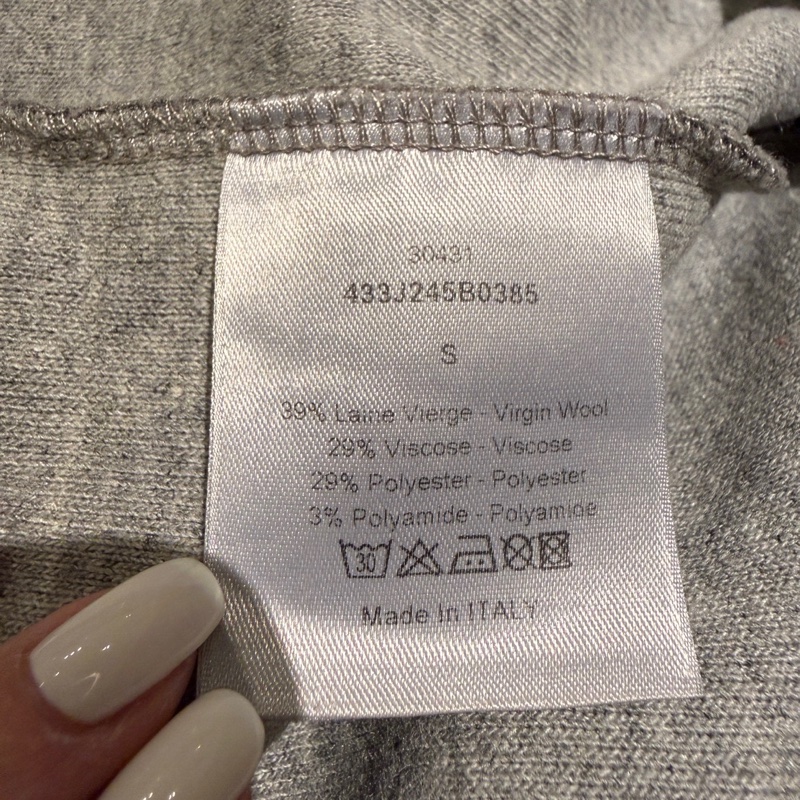 30431
433J245B0385
S
39% Laine Vierge - Virgin Wool
29% Viscose - Viscose
29% Polyester - Polyester
3% Polyamide - Polyamide
30
Made In ITALY